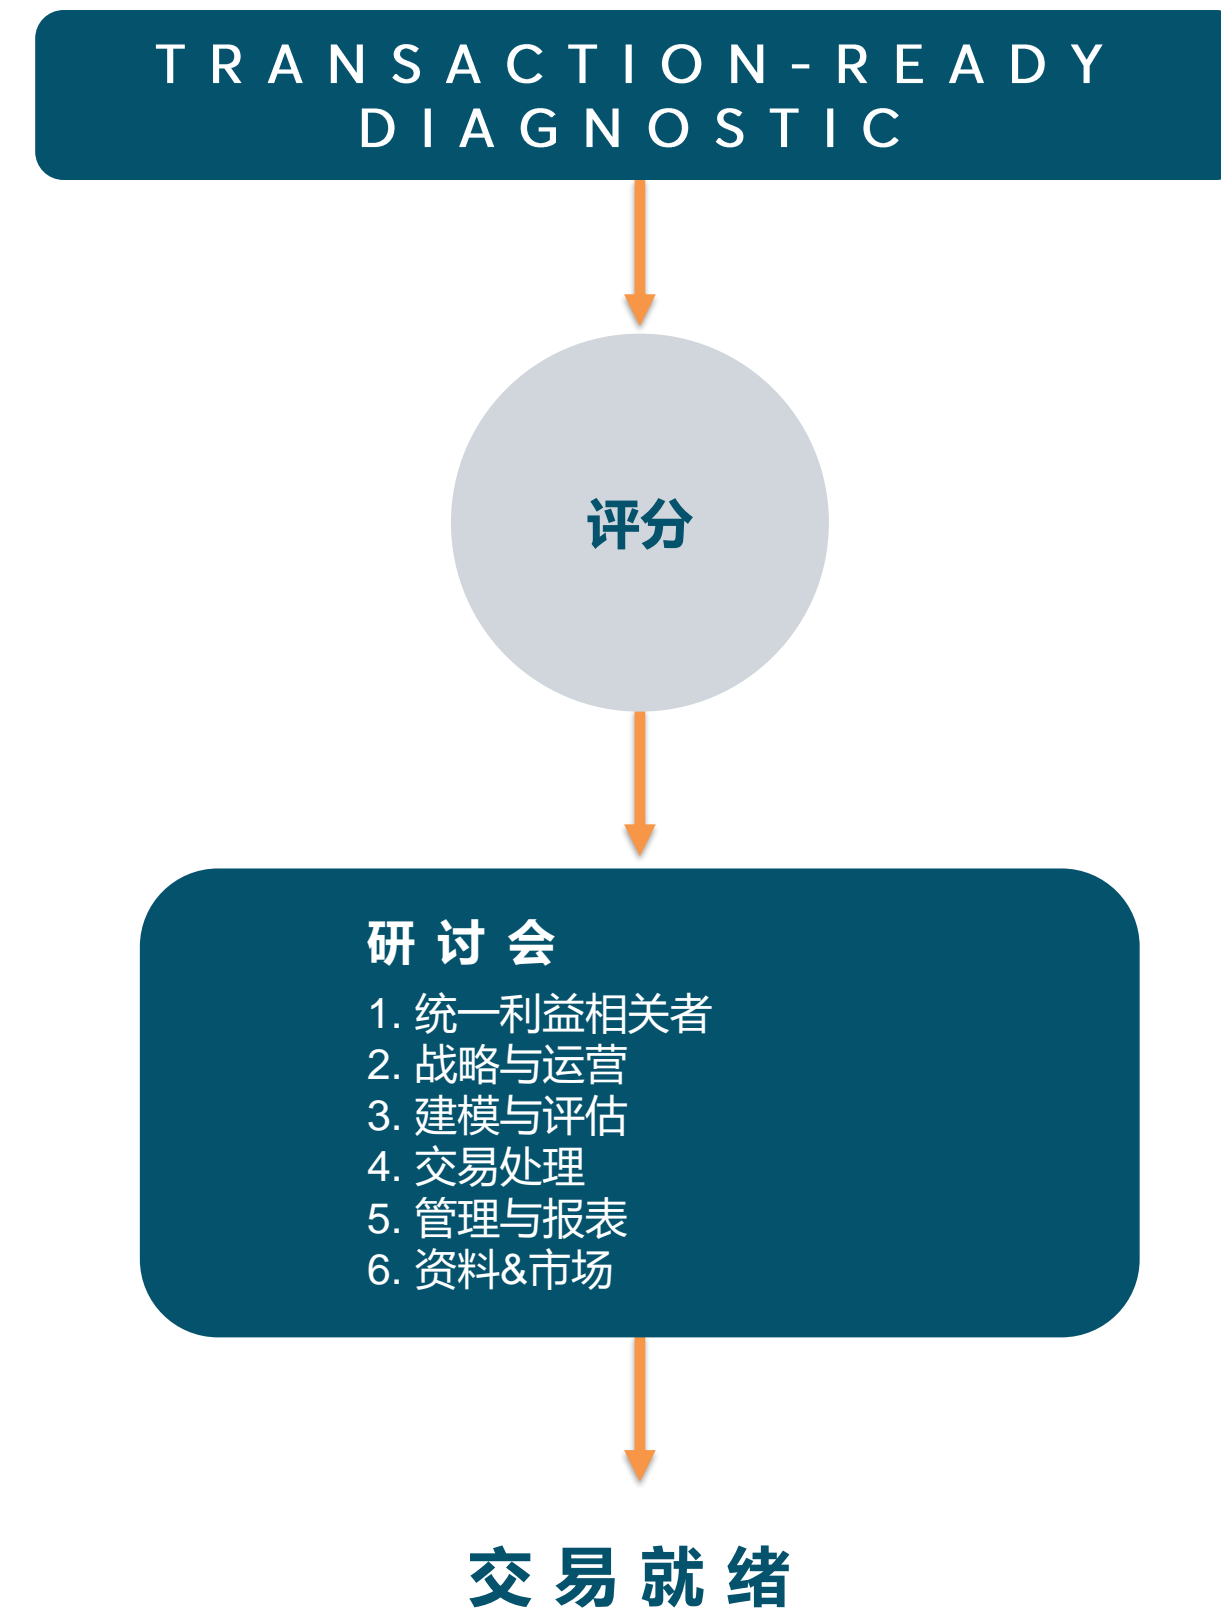 TRANSACTION-READY
DIAGNOSTIC
评分
研讨会
1. 统一利益相关者
2. 战略与运营
3. 建模与评估
4. 交易处理
5. 管理与报表
6. 资料&市场
交易就绪